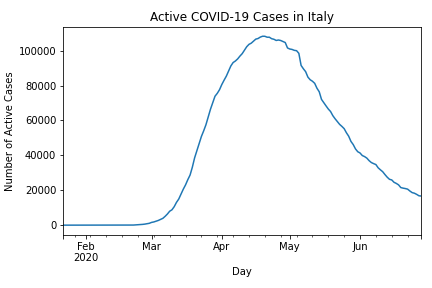 Active COVID-19 Cases in Italy
Number of Active Cases
100000
80000
60000
40000
20000
0
Feb Mar Apr May Jun
2020
Day